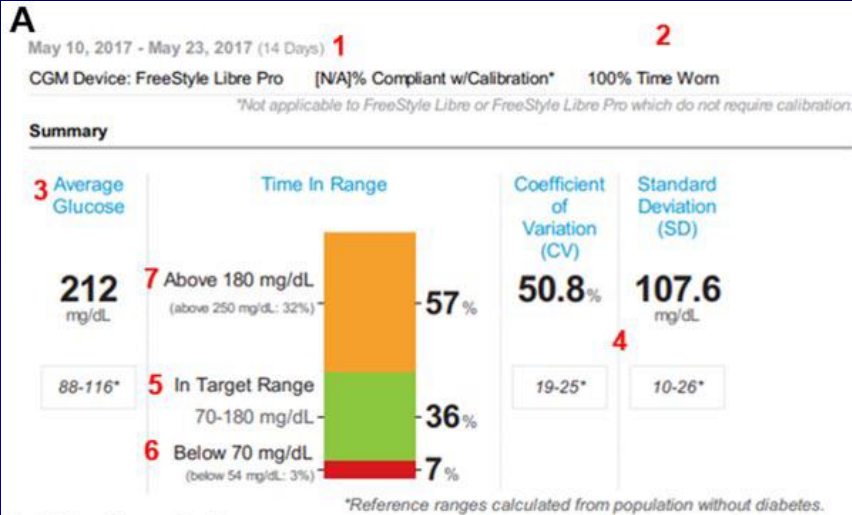 A
May 10, 2017 - May 23, 2017 (14 Days) 1
2
CGM Device: FreeStyle Libre Pro [N/A]% Compliant w/Calibration* 100% Time Worn
*Not applicable to FreeStyle Libre or FreeStyle Libre Pro which do not require calibration.
Summary
3 Average Glucose
212
mg/dL
88-116*
Time In Range
7 Above 180 mg/dL
(above 250 mg/dL: 32%)
57%
5 In Target Range
70-180 mg/dL
36%
6 Below 70 mg/dL
(below 54 mg/dL: 3%)
7%
Coefficient
of
Variation
(CV)
50.8%
19-25*
Standard
Deviation
(SD)
107.6
mg/dL
4
10-26*
*Reference ranges calculated from population without diabetes.